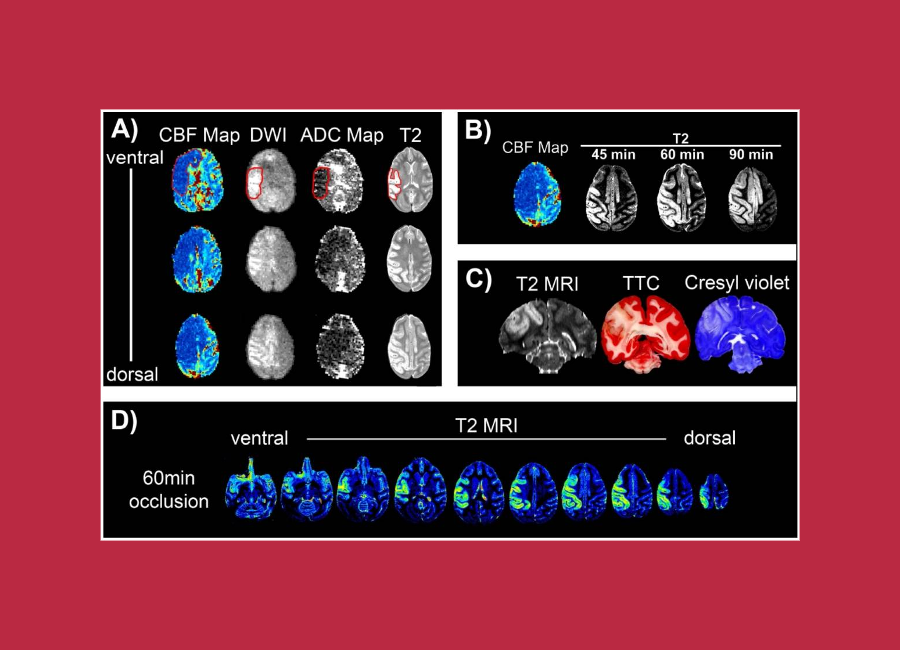 A)
CBF Map DWI ADC Map T2
ventral
dorsal
B)
T2
CBF Map 45 min 60 min 90 min
C)
T2 MRI TTC Cresyl violet
D)
T2 MRI
ventral dorsal
60min
occlusion